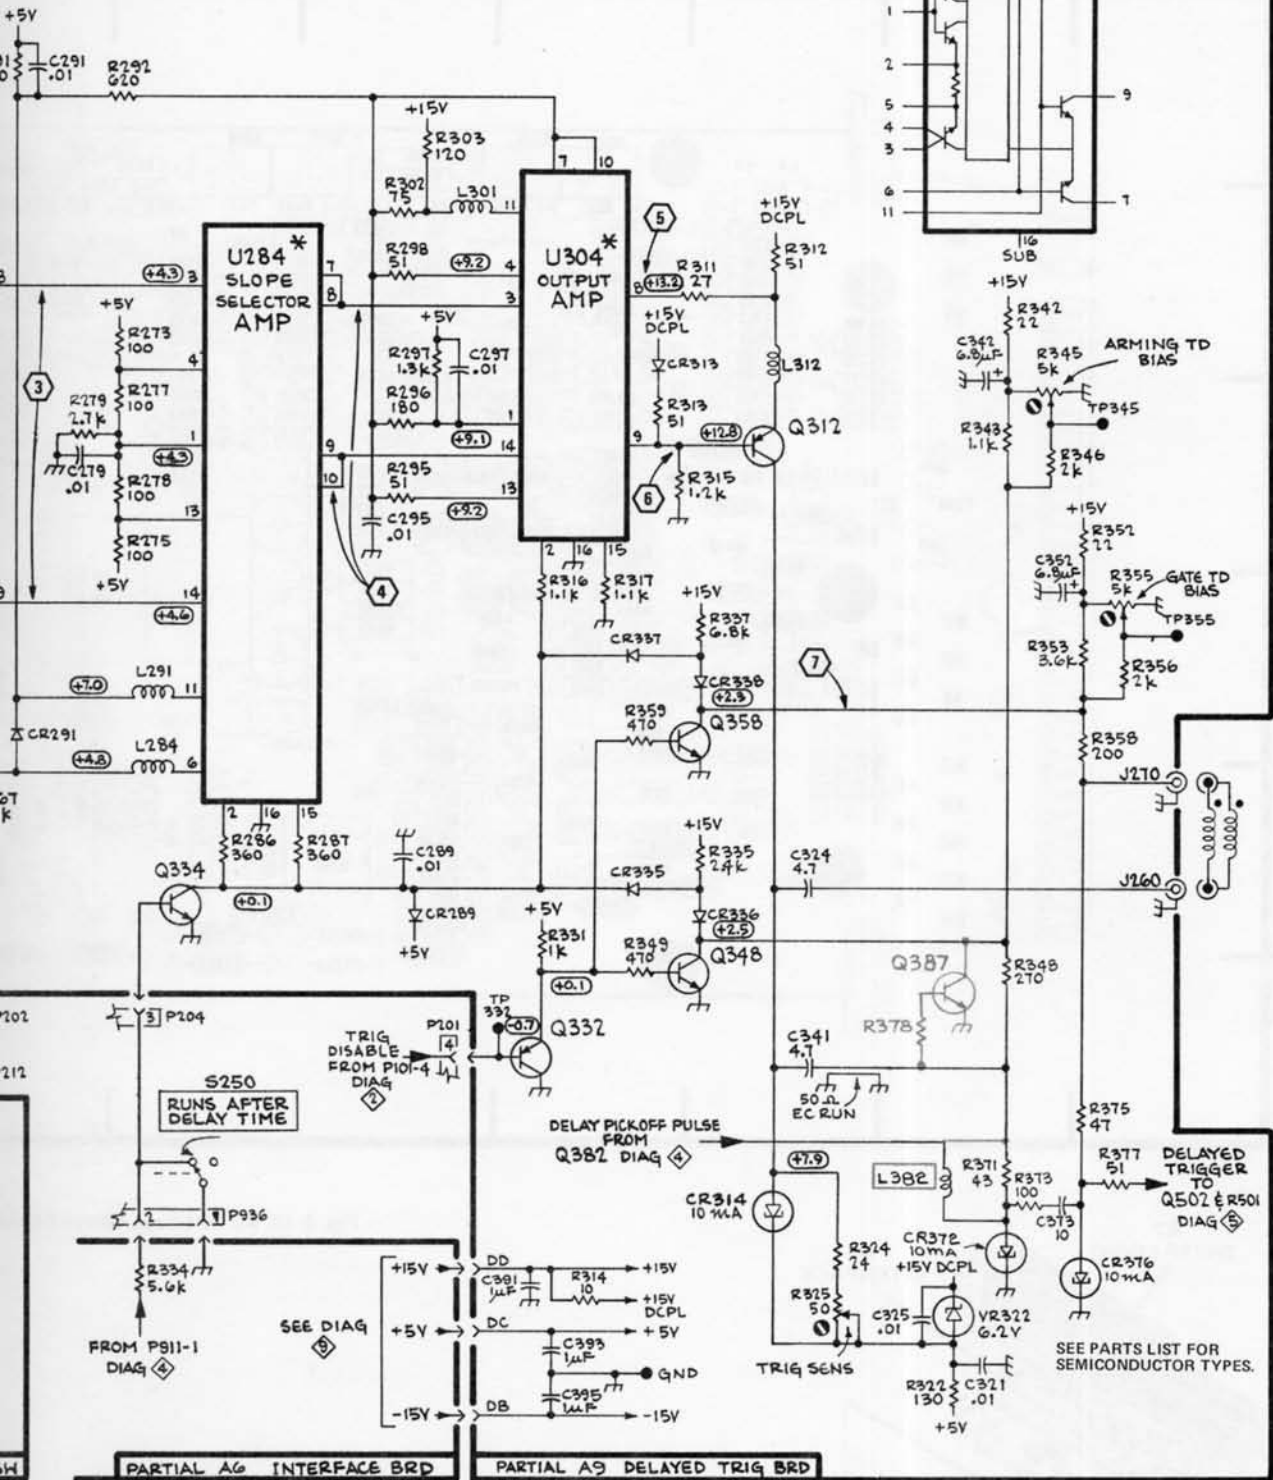 +5V
C291
.01
R292
620
+15V
R303
120
R302
75
L301
11
7
10
U304 *
OUTPUT
AMP
R298
51
+9.2
4
3
+5V
R297
1.3K
C297
.01
R296
180
+9.1
1
14
R295
51
+9.2
13
C295
.01
2
16
15
R316
1.1K
R317
1.1K
U284 *
SLOPE
SELECTOR
AMP
+4.3
3
7
8
+5V
R273
100
4
R277
100
R279
2.7K
C279
.01
1
+4.3
R278
100
13
R275
100
+5V
14
+4.6
9
10
3
4
L291
+7.0
11
CR291
L284
+4.8
6
2
16
15
R286
360
R287
360
Q334
+0.1
C289
.01
CR289
+5V
5
8
+13.2
R311
27
+15V
DCPL
R312
51
+15V
DCPL
CR313
R313
51
L312
9
+12.8
Q312
6
R315
1.2K
1
2
5
4
3
6
11
9
7
16
SUB
+15V
R342
22
C342
6.8µF
R345
5K
ARMING TD
BIAS
TP345
R343
1.1K
R346
2K
+15V
R352
22
C352
6.8µF
R355
5K
GATE TD
BIAS
TP355
R353
3.6K
R356
2K
+15V
R337
6.8K
CR337
CR338
+2.3
7
R359
470
Q358
R358
200
J270
+15V
R335
2.4K
CR335
C324
4.7
J260
CR336
+2.5
+5V
R331
1K
R349
470
Q348
+0.1
Q387
R378
R348
270
P202
P204
3
P212
TP
332
-0.7
Q332
P201
4
TRIG
DISABLE
FROM P101-4
DIAG
2
C341
4.7
50Ω
EC RUN
S250
RUNS AFTER
DELAY TIME
DELAY PICKOFF PULSE
FROM
Q382 DIAG 4
R375
47
R377
51
DELAYED
TRIGGER
TO
Q502 & R501
DIAG 5
+7.9
L382
R371
43
R373
100
C373
10
CR314
10 mA
2
1
P936
R334
5.6K
FROM P911-1
DIAG 4
R324
24
CR372
10mA
+15V DCPL
CR376
10mA
+15V
DD
C391
1µF
R314
10
+15V
+15V
DCPL
R325
50
C325
.01
VR322
6.2V
SEE DIAG
9
+5V
DC
+5V
C393
1µF
GND
C395
1µF
-15V
DB
-15V
TRIG SENS
R322
130
C321
.01
+5V
SEE PARTS LIST FOR
SEMICONDUCTOR TYPES.
PARTIAL A6 INTERFACE BRD
PARTIAL A9 DELAYED TRIG BRD